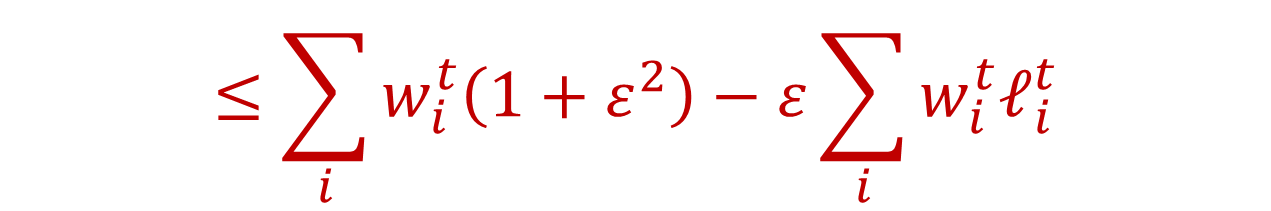 ≤ ∑_i w_i^t(1 + ε^2) − ε ∑_i w_i^t ℓ_i^t